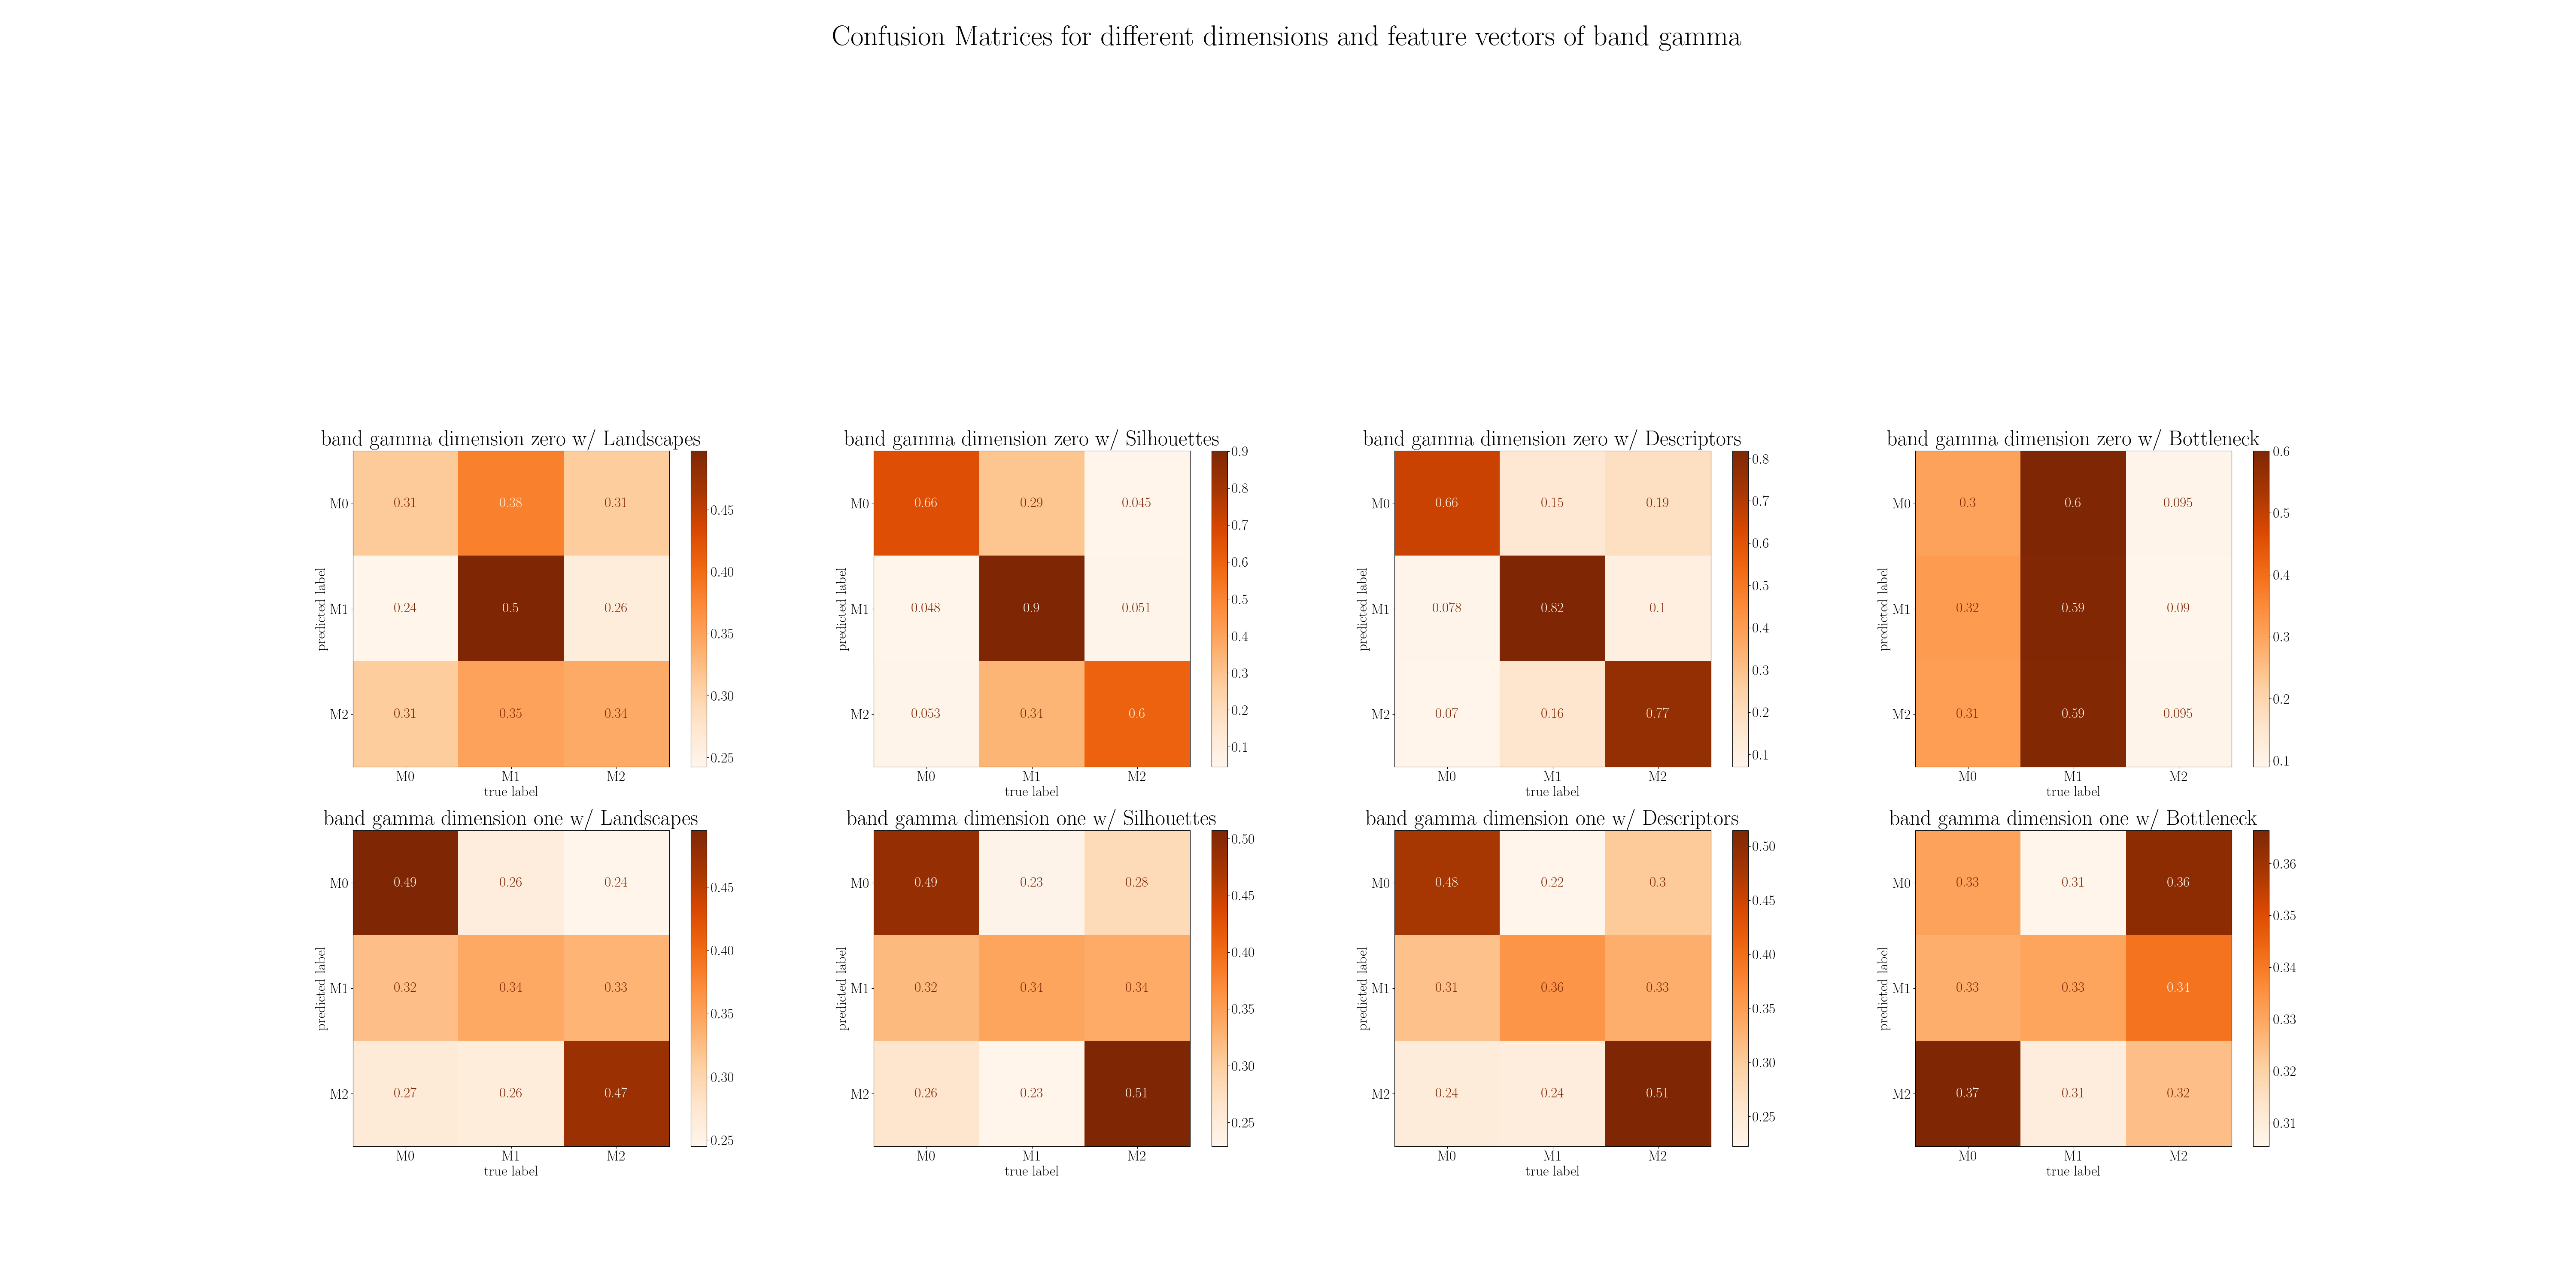 Confusion Matrices for different dimensions and feature vectors of band gamma
band gamma dimension zero w/ Landscapes
M0 0.31 0.38 0.31
M1 0.24 0.5 0.26
M2 0.31 0.35 0.34
M0 M1 M2
true label
predicted label
0.45
0.40
0.35
0.30
0.25
band gamma dimension zero w/ Silhouettes
M0 0.66 0.29 0.045
M1 0.048 0.9 0.051
M2 0.053 0.34 0.6
M0 M1 M2
true label
predicted label
0.9
0.8
0.7
0.6
0.5
0.4
0.3
0.2
0.1
band gamma dimension zero w/ Descriptors
M0 0.66 0.15 0.19
M1 0.078 0.82 0.1
M2 0.07 0.16 0.77
M0 M1 M2
true label
predicted label
0.8
0.7
0.6
0.5
0.4
0.3
0.2
0.1
band gamma dimension zero w/ Bottleneck
M0 0.3 0.6 0.095
M1 0.32 0.59 0.09
M2 0.31 0.59 0.095
M0 M1 M2
true label
predicted label
0.6
0.5
0.4
0.3
0.2
0.1
band gamma dimension one w/ Landscapes
M0 0.49 0.26 0.24
M1 0.32 0.34 0.33
M2 0.27 0.26 0.47
M0 M1 M2
true label
predicted label
0.45
0.40
0.35
0.30
0.25
band gamma dimension one w/ Silhouettes
M0 0.49 0.23 0.28
M1 0.32 0.34 0.34
M2 0.26 0.23 0.51
M0 M1 M2
true label
predicted label
0.50
0.45
0.40
0.35
0.30
0.25
band gamma dimension one w/ Descriptors
M0 0.48 0.22 0.3
M1 0.31 0.36 0.33
M2 0.24 0.24 0.51
M0 M1 M2
true label
predicted label
0.50
0.45
0.40
0.35
0.30
0.25
band gamma dimension one w/ Bottleneck
M0 0.33 0.31 0.36
M1 0.33 0.33 0.34
M2 0.37 0.31 0.32
M0 M1 M2
true label
predicted label
0.36
0.35
0.34
0.33
0.32
0.31